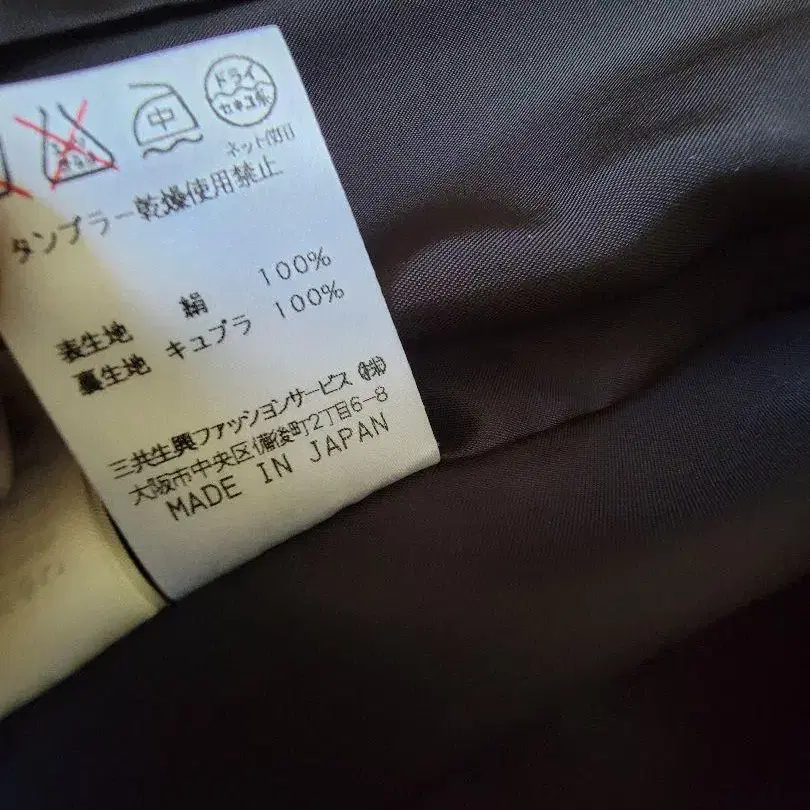 中
ドライ
セキユ系
ネット使用
タンブラー乾燥使用禁止
表生地 絹 100%
裏生地 キュプラ 100%
三共生興ファッションサービス㈱
大阪市中央区備後町2丁目6-8
MADE IN JAPAN